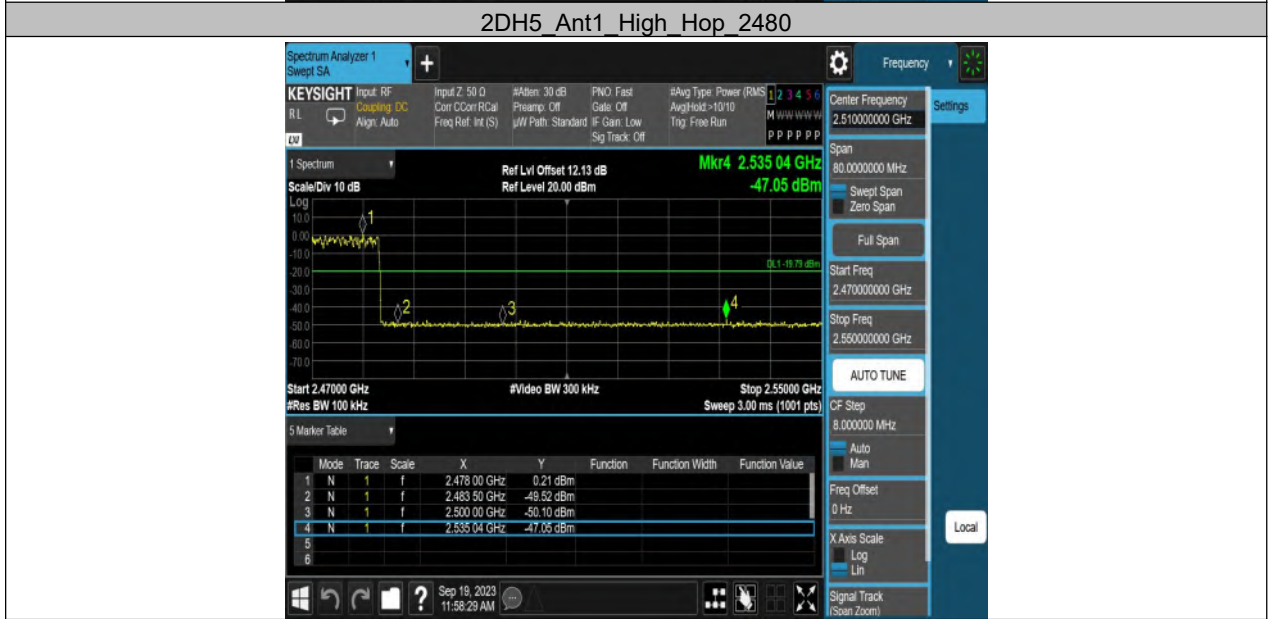 2DH5_Ant1_High_Hop_2480
Spectrum Analyzer 1
Swept SA
+
Frequency
KEYSIGHT
RL
LXI
Input: RF
Coupling: DC
Align: Auto
Input Z: 50 Ω
Corr CCorr RCal
Freq Ref: Int (S)
#Atten: 30 dB
Preamp: Off
µW Path: Standard
PNO: Fast
Gate: Off
IF Gain: Low
Sig Track: Off
#Avg Type: Power (RMS
Avg|Hold:>10/10
Trig: Free Run
1 2 3 4 5 6
M W W W W W
P P P P P P
Center Frequency
2.510000000 GHz
Settings
1 Spectrum
Ref Lvl Offset 12.13 dB
Mkr4 2.535 04 GHz
Scale/Div 10 dB
Ref Level 20.00 dBm
-47.05 dBm
Span
80.0000000 MHz
Swept Span
Zero Span
Log
10.0
0.00
-10.0
-20.0
-30.0
-40.0
-50.0
-60.0
-70.0
1
2
3
4
DL1 -19.79 dBm
Full Span
Start Freq
2.470000000 GHz
Stop Freq
2.550000000 GHz
AUTO TUNE
Start 2.47000 GHz
#Video BW 300 kHz
Stop 2.55000 GHz
#Res BW 100 kHz
Sweep 3.00 ms (1001 pts)
CF Step
8.000000 MHz
Auto
Man
5 Marker Table
Mode Trace Scale X Y Function Function Width Function Value
1 N 1 f 2.478 00 GHz 0.21 dBm
2 N 1 f 2.483 50 GHz -49.52 dBm
3 N 1 f 2.500 00 GHz -50.10 dBm
4 N 1 f 2.535 04 GHz -47.05 dBm
5
6
Freq Offset
0 Hz
X Axis Scale
Log
Lin
Local
Signal Track
(Span Zoom)
?
Sep 19, 2023
11:58:29 AM